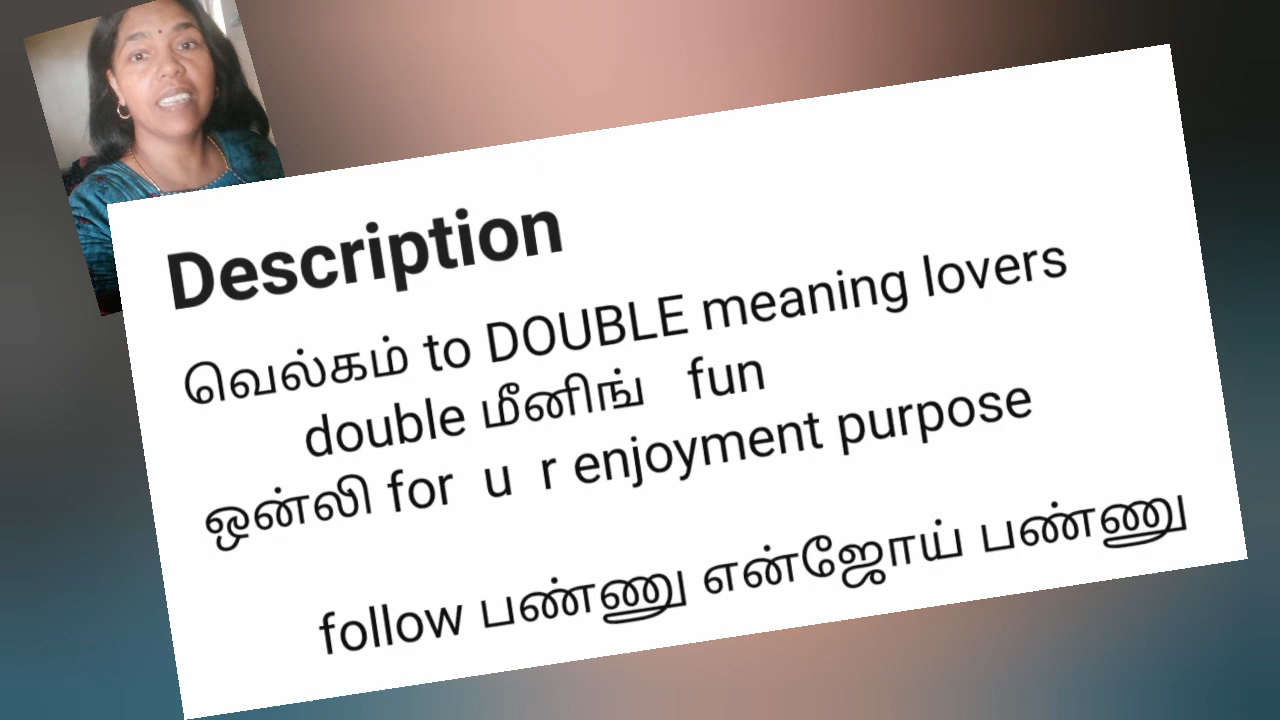 Description
வெல்கம் to DOUBLE meaning lovers
double மீனிங் fun
ஒன்லி for u r enjoyment purpose
follow பண்ணு என்ஜோய் பண்ணு